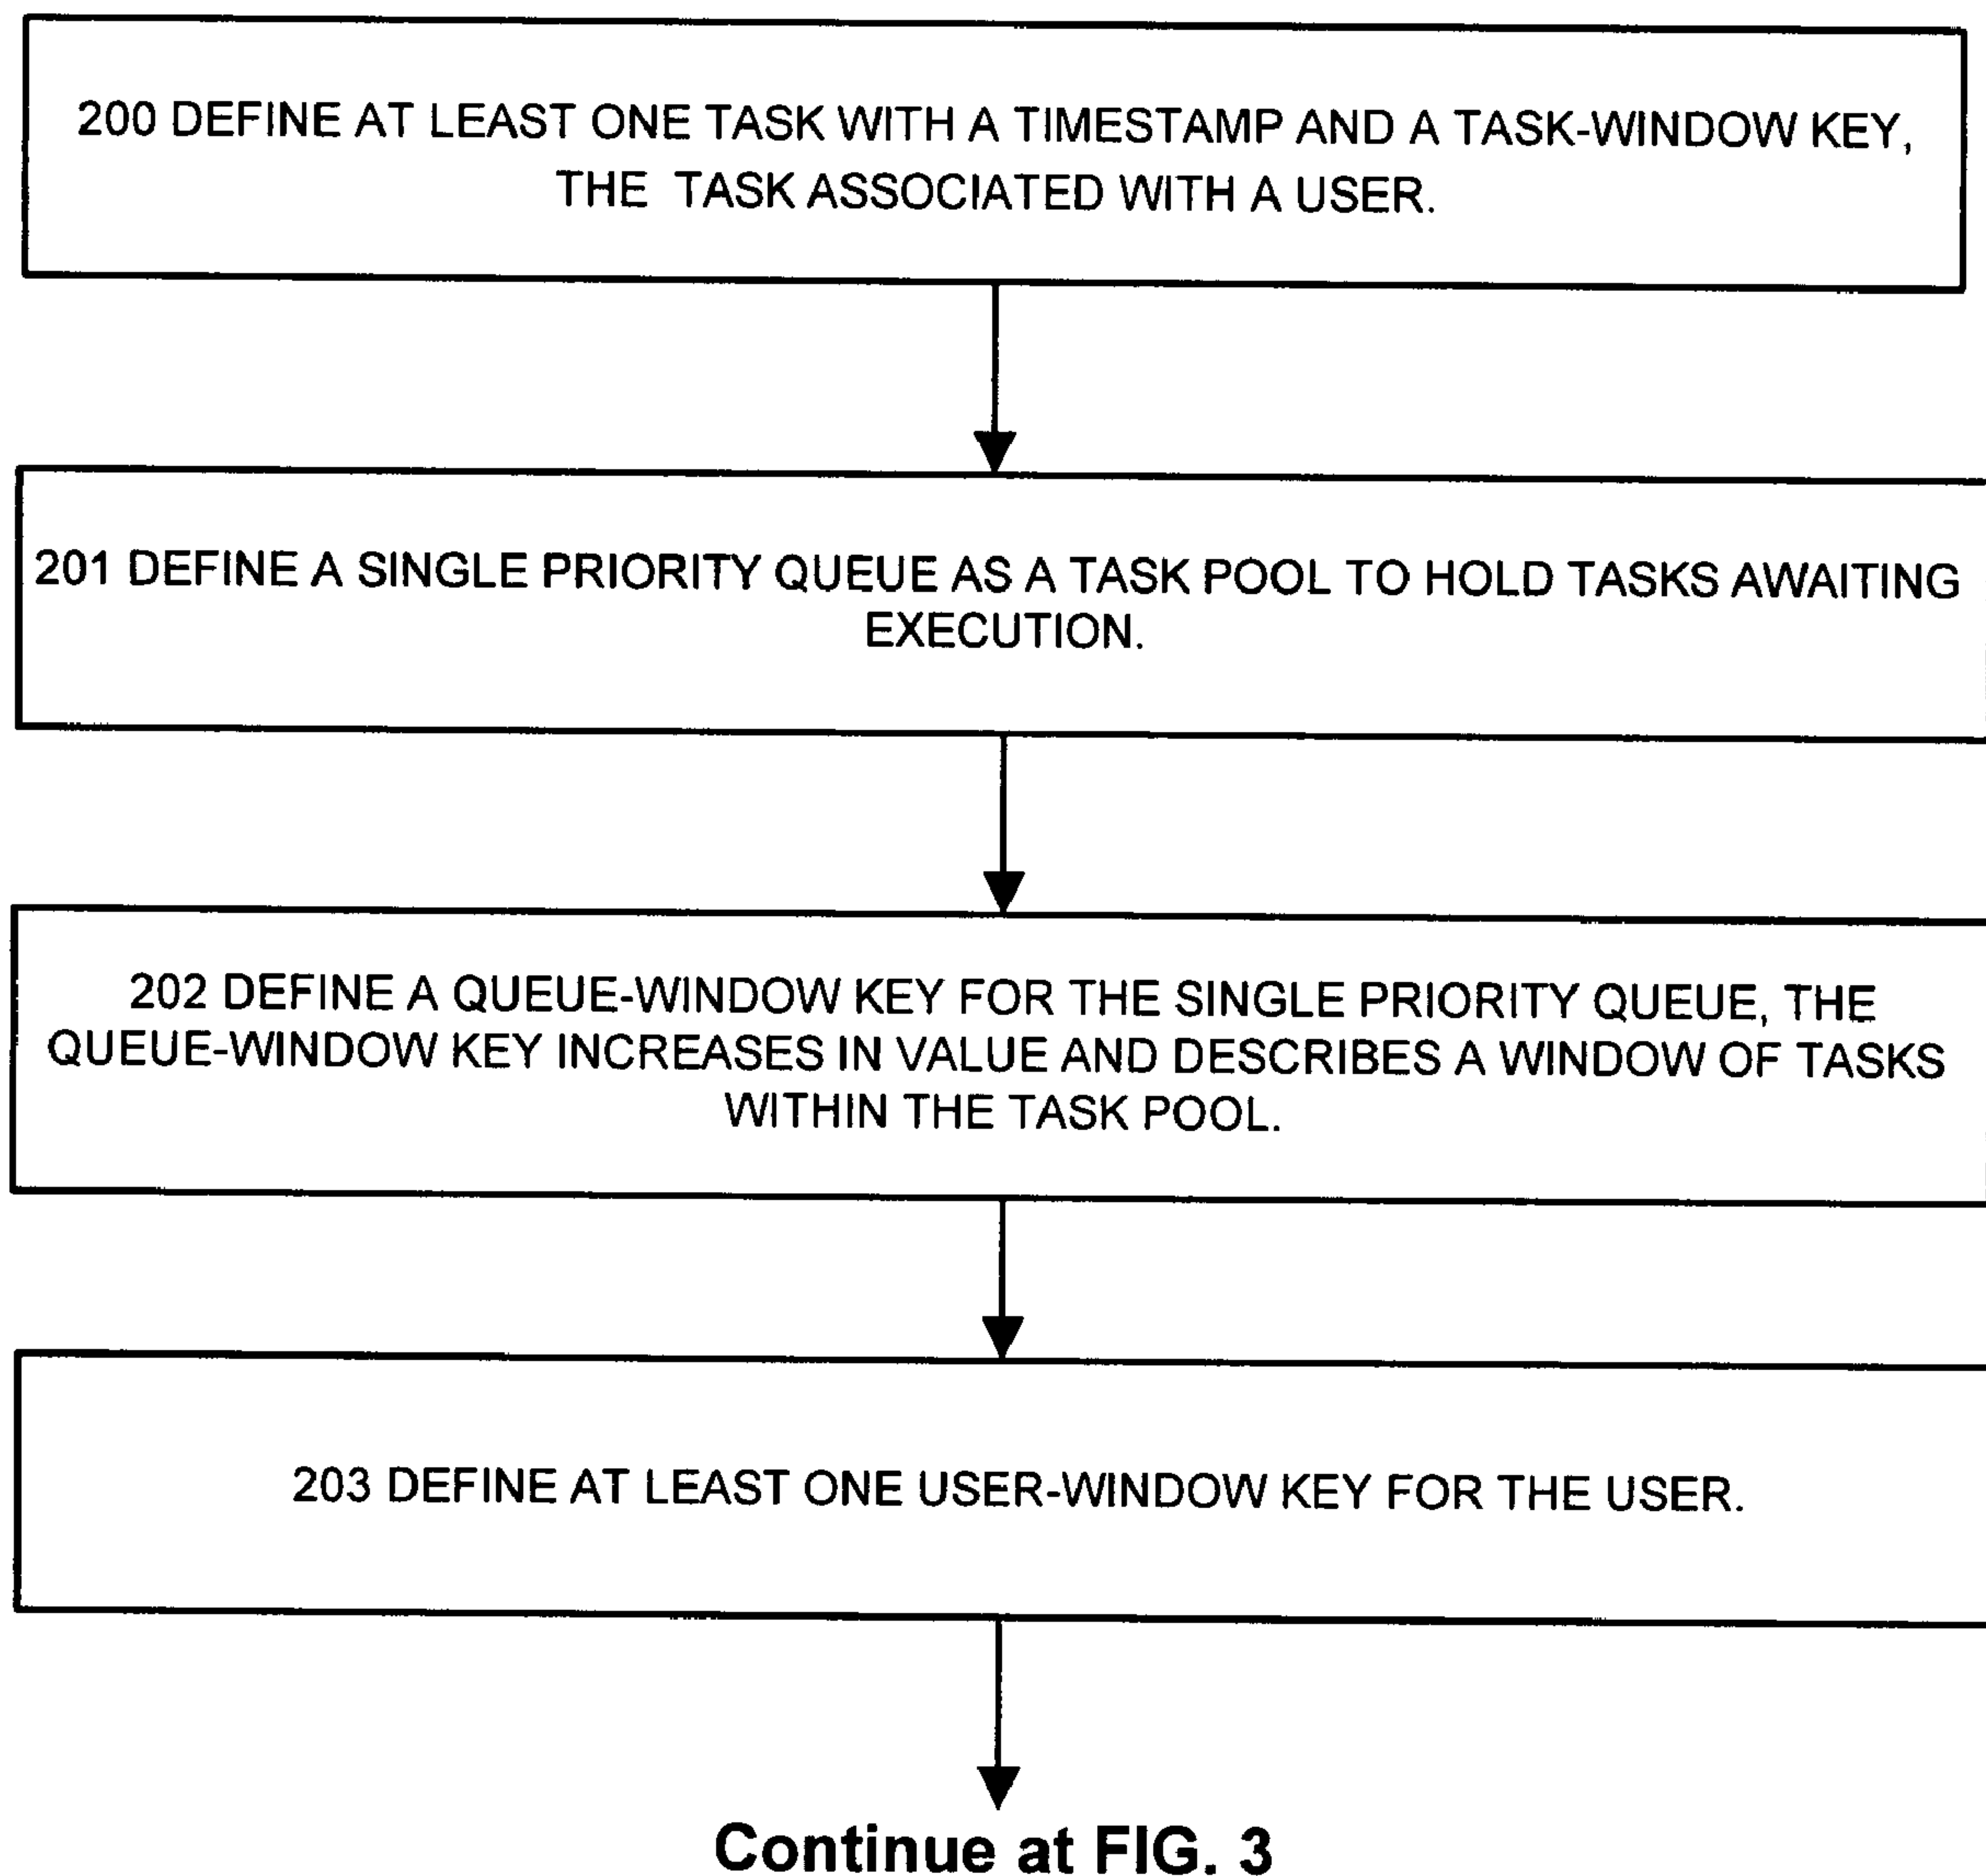 200 DEFINE AT LEAST ONE TASK WITH A TIMESTAMP AND A TASK-WINDOW KEY,
THE TASK ASSOCIATED WITH A USER.
201 DEFINE A SINGLE PRIORITY QUEUE AS A TASK POOL TO HOLD TASKS AWAITING
EXECUTION.
202 DEFINE A QUEUE-WINDOW KEY FOR THE SINGLE PRIORITY QUEUE, THE
QUEUE-WINDOW KEY INCREASES IN VALUE AND DESCRIBES A WINDOW OF TASKS
WITHIN THE TASK POOL.
203 DEFINE AT LEAST ONE USER-WINDOW KEY FOR THE USER.
Continue at FIG. 3